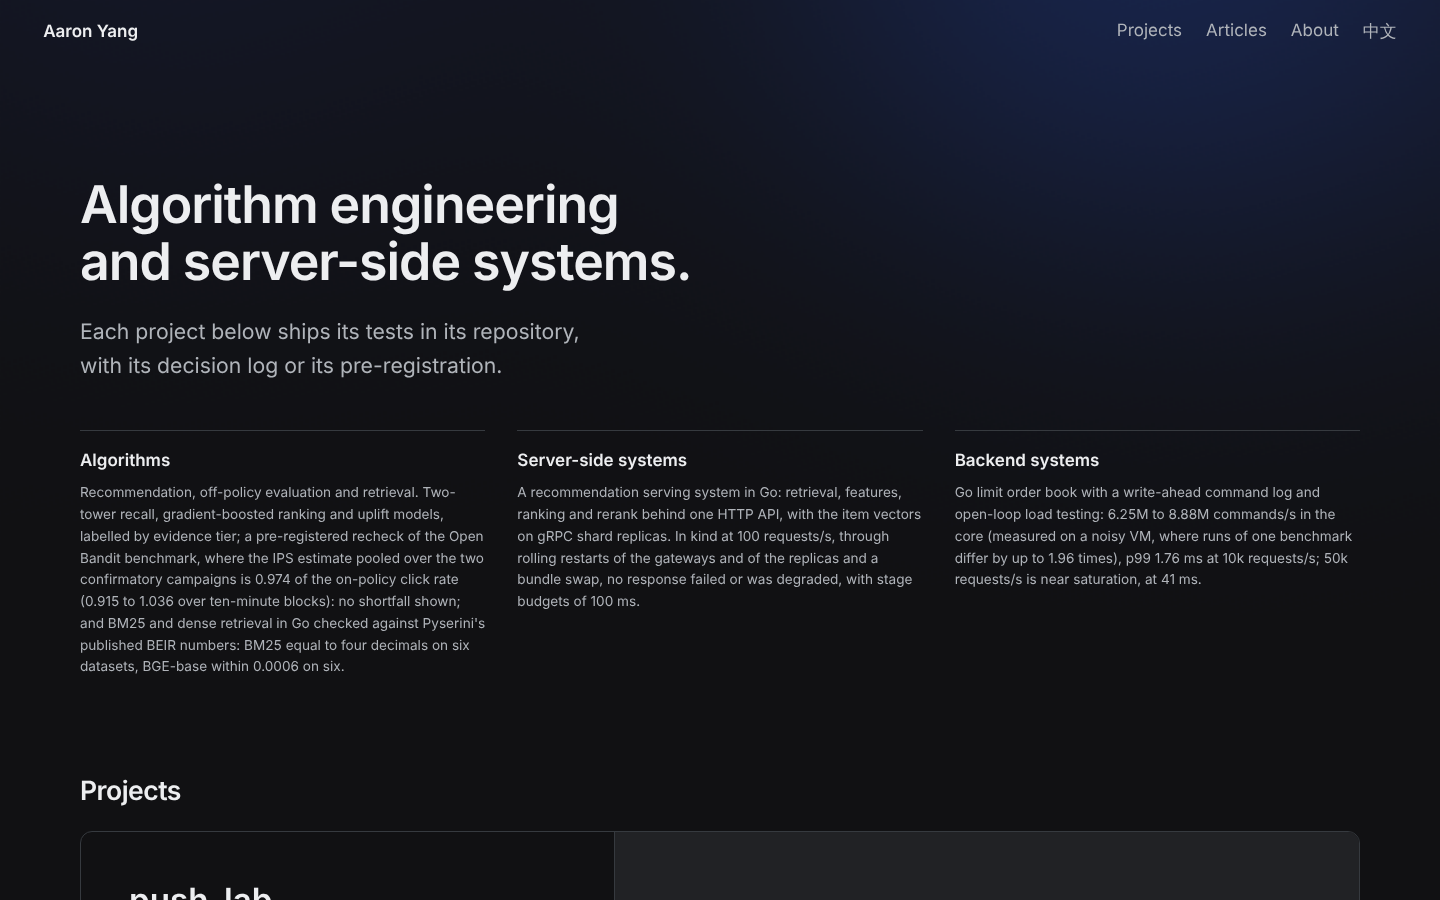 Aaron Yang
Projects
Articles
About
中文
Algorithm engineering
and server-side systems.
Each project below ships its tests in its repository,
with its decision log or its pre-registration.
Algorithms
Recommendation, off-policy evaluation and retrieval. Two-
tower recall, gradient-boosted ranking and uplift models,
labelled by evidence tier; a pre-registered recheck of the Open
Bandit benchmark, where the IPS estimate pooled over the two
confirmatory campaigns is 0.974 of the on-policy click rate
(0.915 to 1.036 over ten-minute blocks): no shortfall shown;
and BM25 and dense retrieval in Go checked against Pyserini's
published BEIR numbers: BM25 equal to four decimals on six
datasets, BGE-base within 0.0006 on six.
Server-side systems
A recommendation serving system in Go: retrieval, features,
ranking and rerank behind one HTTP API, with the item vectors
on gRPC shard replicas. In kind at 100 requests/s, through
rolling restarts of the gateways and of the replicas and a
bundle swap, no response failed or was degraded, with stage
budgets of 100 ms.
Backend systems
Go limit order book with a write-ahead command log and
open-loop load testing: 6.25M to 8.88M commands/s in the
core (measured on a noisy VM, where runs of one benchmark
differ by up to 1.96 times), p99 1.76 ms at 10k requests/s; 50k
requests/s is near saturation, at 41 ms.
Projects
push lab